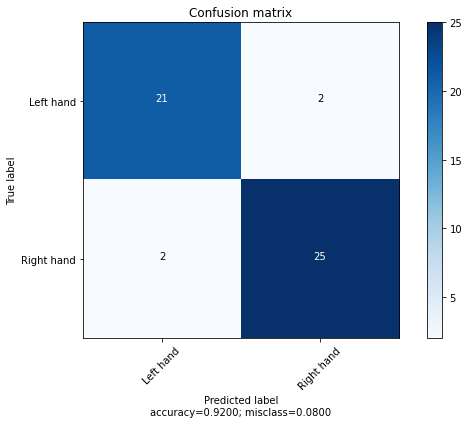 Confusion matrix
Left hand
21
2
25
True label
Right hand
2
25
20
15
10
5
Left hand
Right hand
Predicted label
accuracy=0.9200; misclass=0.0800